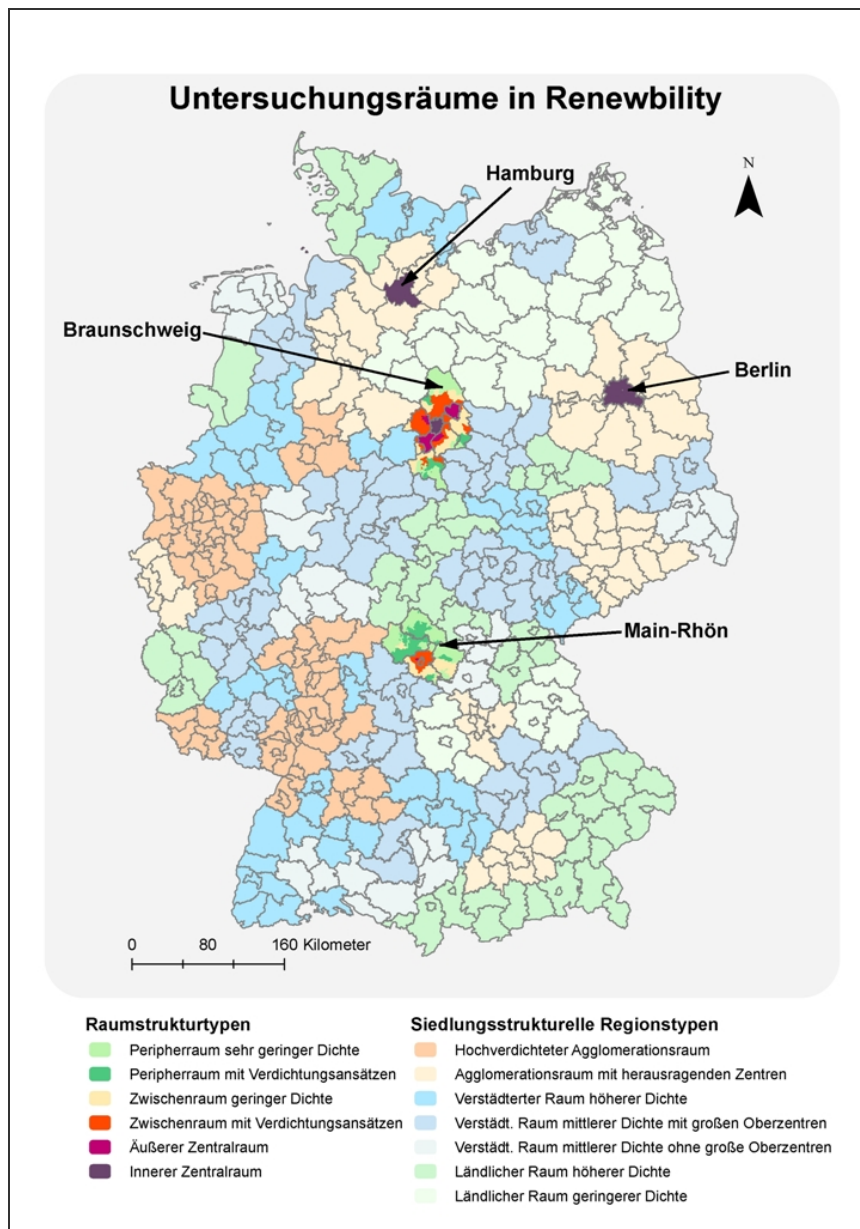 Untersuchungsräume in Renewbility
Hamburg
N
Braunschweig
Berlin
Main-Rhön
0 80 160 Kilometer
Raumstrukturtypen
Peripherraum sehr geringer Dichte
Peripherraum mit Verdichtungsansätzen
Zwischenraum geringer Dichte
Zwischenraum mit Verdichtungsansätzen
Äußerer Zentralraum
Innerer Zentralraum
Siedlungsstrukturelle Regionstypen
Hochverdichteter Agglomerationsraum
Agglomerationsraum mit herausragenden Zentren
Verstädterter Raum höherer Dichte
Verstädt. Raum mittlerer Dichte mit großen Oberzentren
Verstädt. Raum mittlerer Dichte ohne große Oberzentren
Ländlicher Raum höherer Dichte
Ländlicher Raum geringerer Dichte